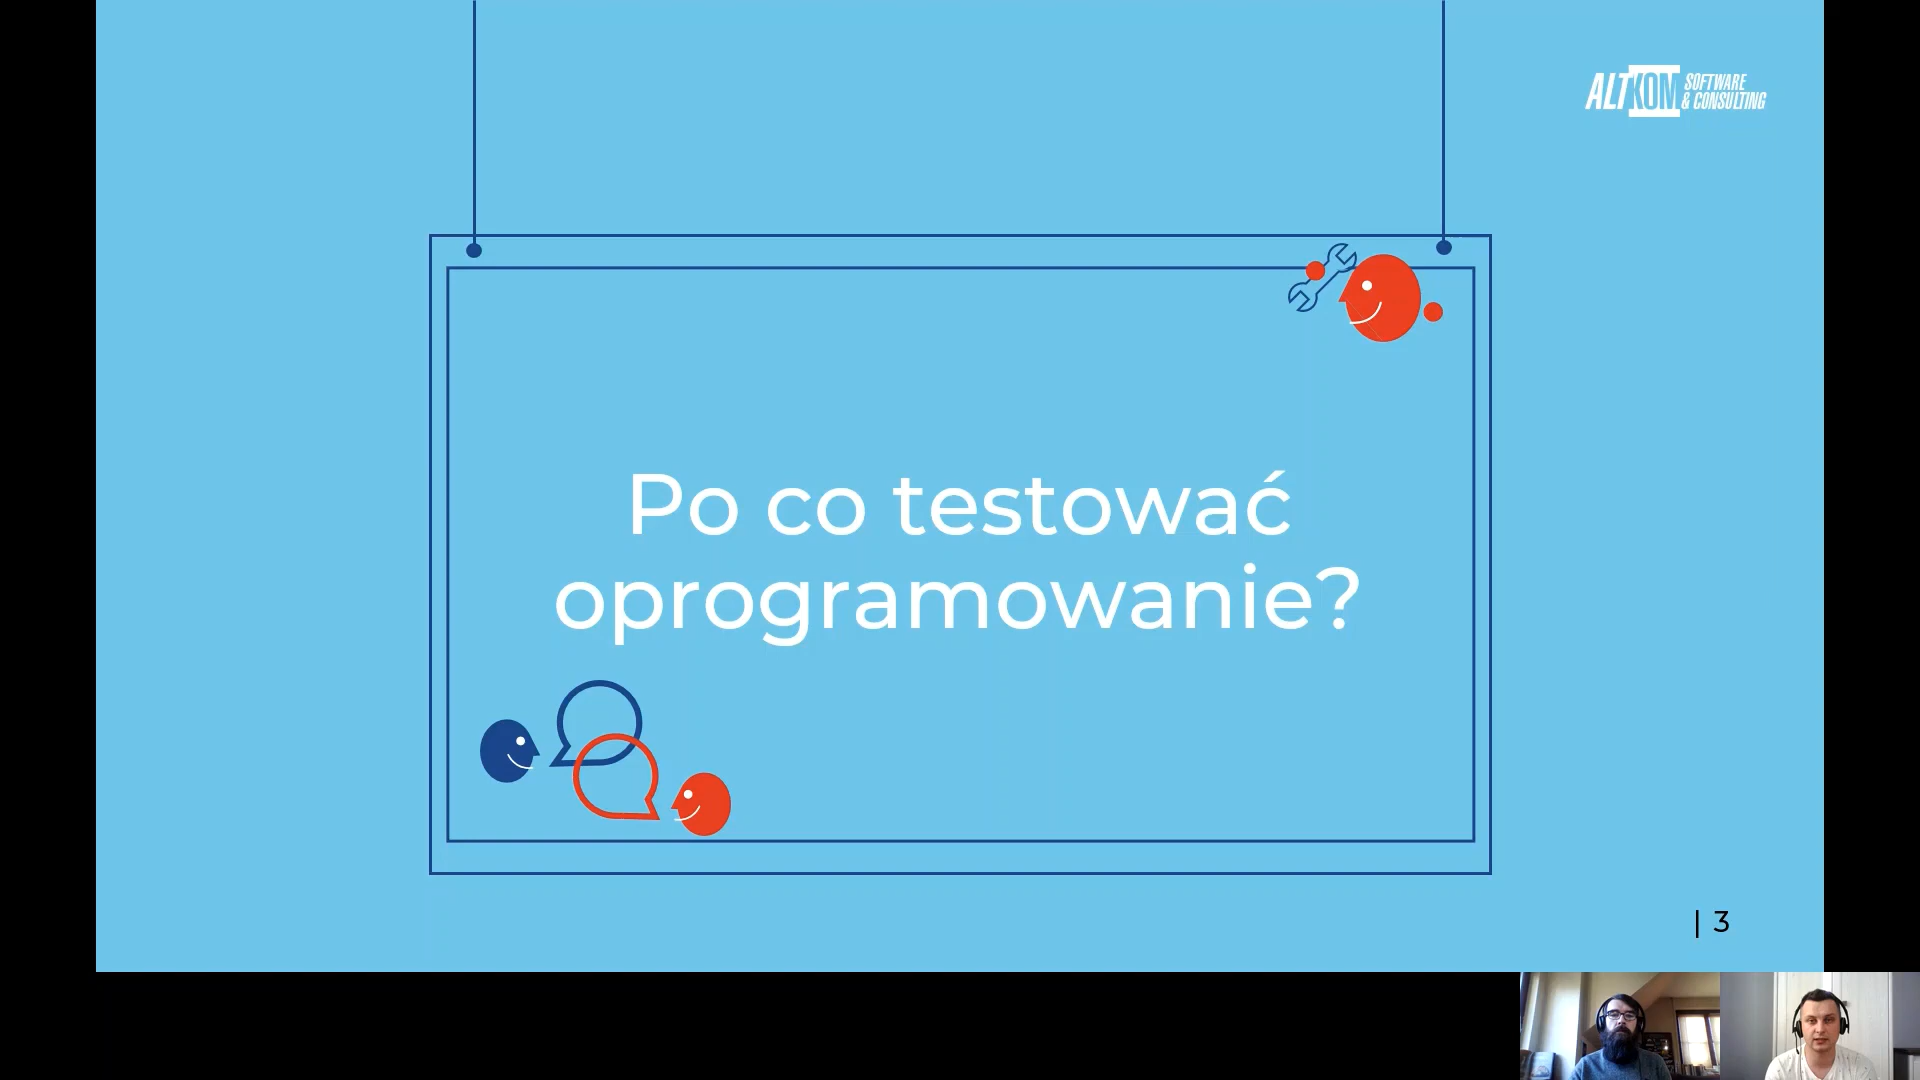 ALTKOM SOFTWARE
& CONSULTING
Po co testować
oprogramowanie?
| 3